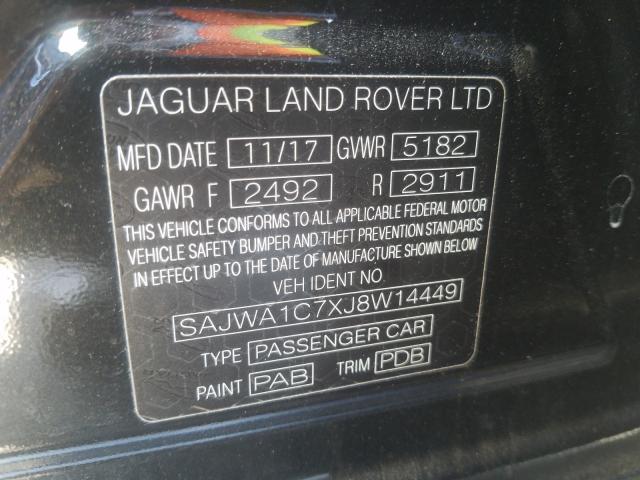 JAGUAR LAND ROVER LTD
MFD DATE 11/17 GVWR 5182
GAWR F 2492 R 2911
THIS VEHICLE CONFORMS TO ALL APPLICABLE FEDERAL MOTOR
VEHICLE SAFETY BUMPER AND THEFT PREVENTION STANDARDS
IN EFFECT UP TO THE DATE OF MANUFACTURE SHOWN BELOW
VEH IDENT NO
SAJWA1C7XJ8W14449
TYPE PASSENGER CAR
PAINT PAB TRIM PDB